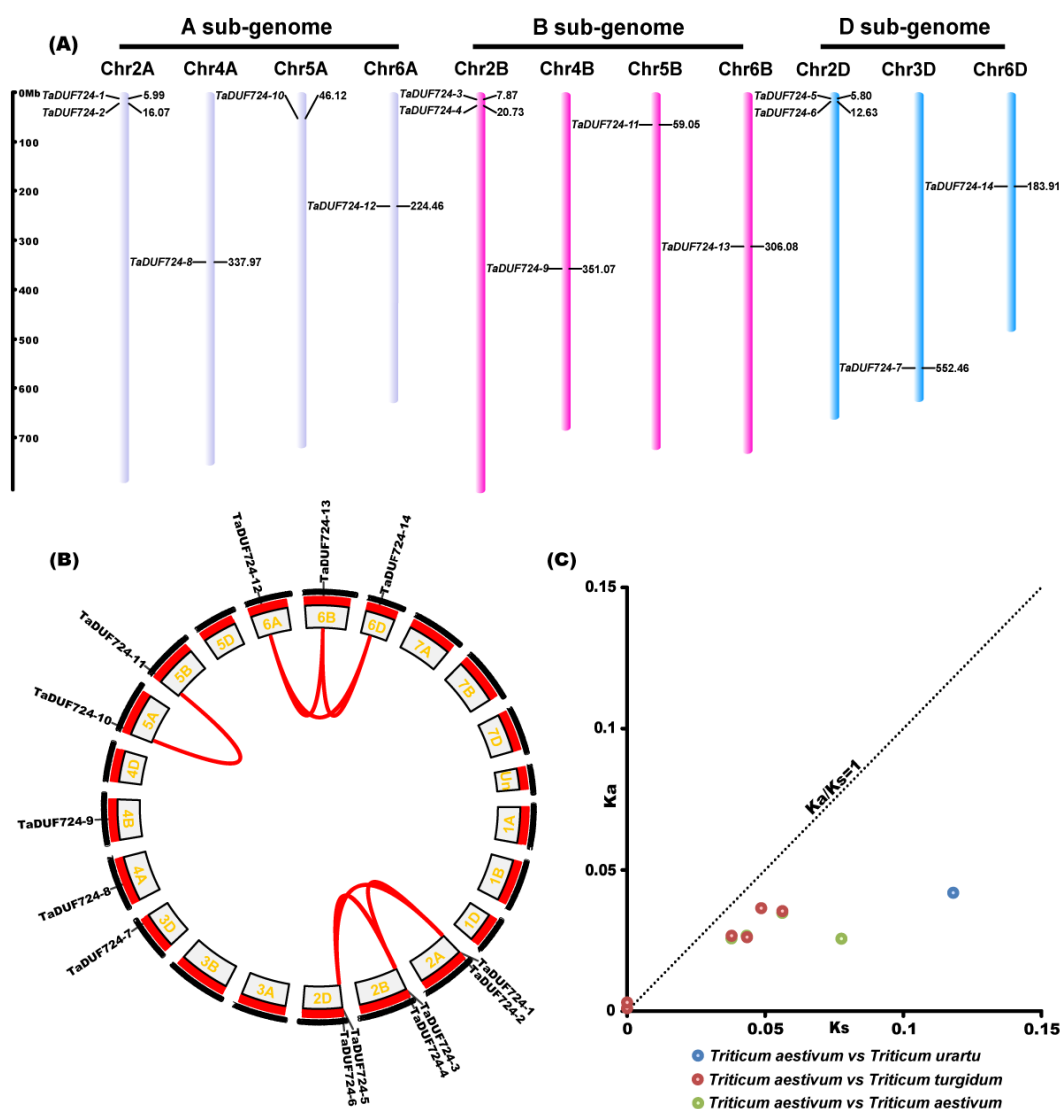 (A)
A sub-genome
B sub-genome
D sub-genome
Chr2A Chr4A Chr5A Chr6A Chr2B Chr4B Chr5B Chr6B Chr2D Chr3D Chr6D
0Mb
100
200
300
400
500
600
700
TaDUF724-1 5.99
TaDUF724-2 16.07
TaDUF724-8 337.97
TaDUF724-10 46.12
TaDUF724-12 224.46
TaDUF724-3 7.87
TaDUF724-4 20.73
TaDUF724-9 351.07
TaDUF724-11 59.05
TaDUF724-13 306.08
TaDUF724-5 5.80
TaDUF724-6 12.63
TaDUF724-7 552.46
TaDUF724-14 183.91
(B)
TaDUF724-12
TaDUF724-13
TaDUF724-14
TaDUF724-11
TaDUF724-10
TaDUF724-9
TaDUF724-8
TaDUF724-7
TaDUF724-6
TaDUF724-5
TaDUF724-4
TaDUF724-3
TaDUF724-2
TaDUF724-1
6A
6B
6D
7A
7B
7D
Un
1A
1B
1D
2A
2B
2D
3A
3B
3D
4A
4B
4D
5A
5B
5D
(C)
0.15
0.1
0.05
0
Ka
Ka/Ks=1
0 0.05 0.1 0.15
Ks
Triticum aestivum vs Triticum urartu
Triticum aestivum vs Triticum turgidum
Triticum aestivum vs Triticum aestivum